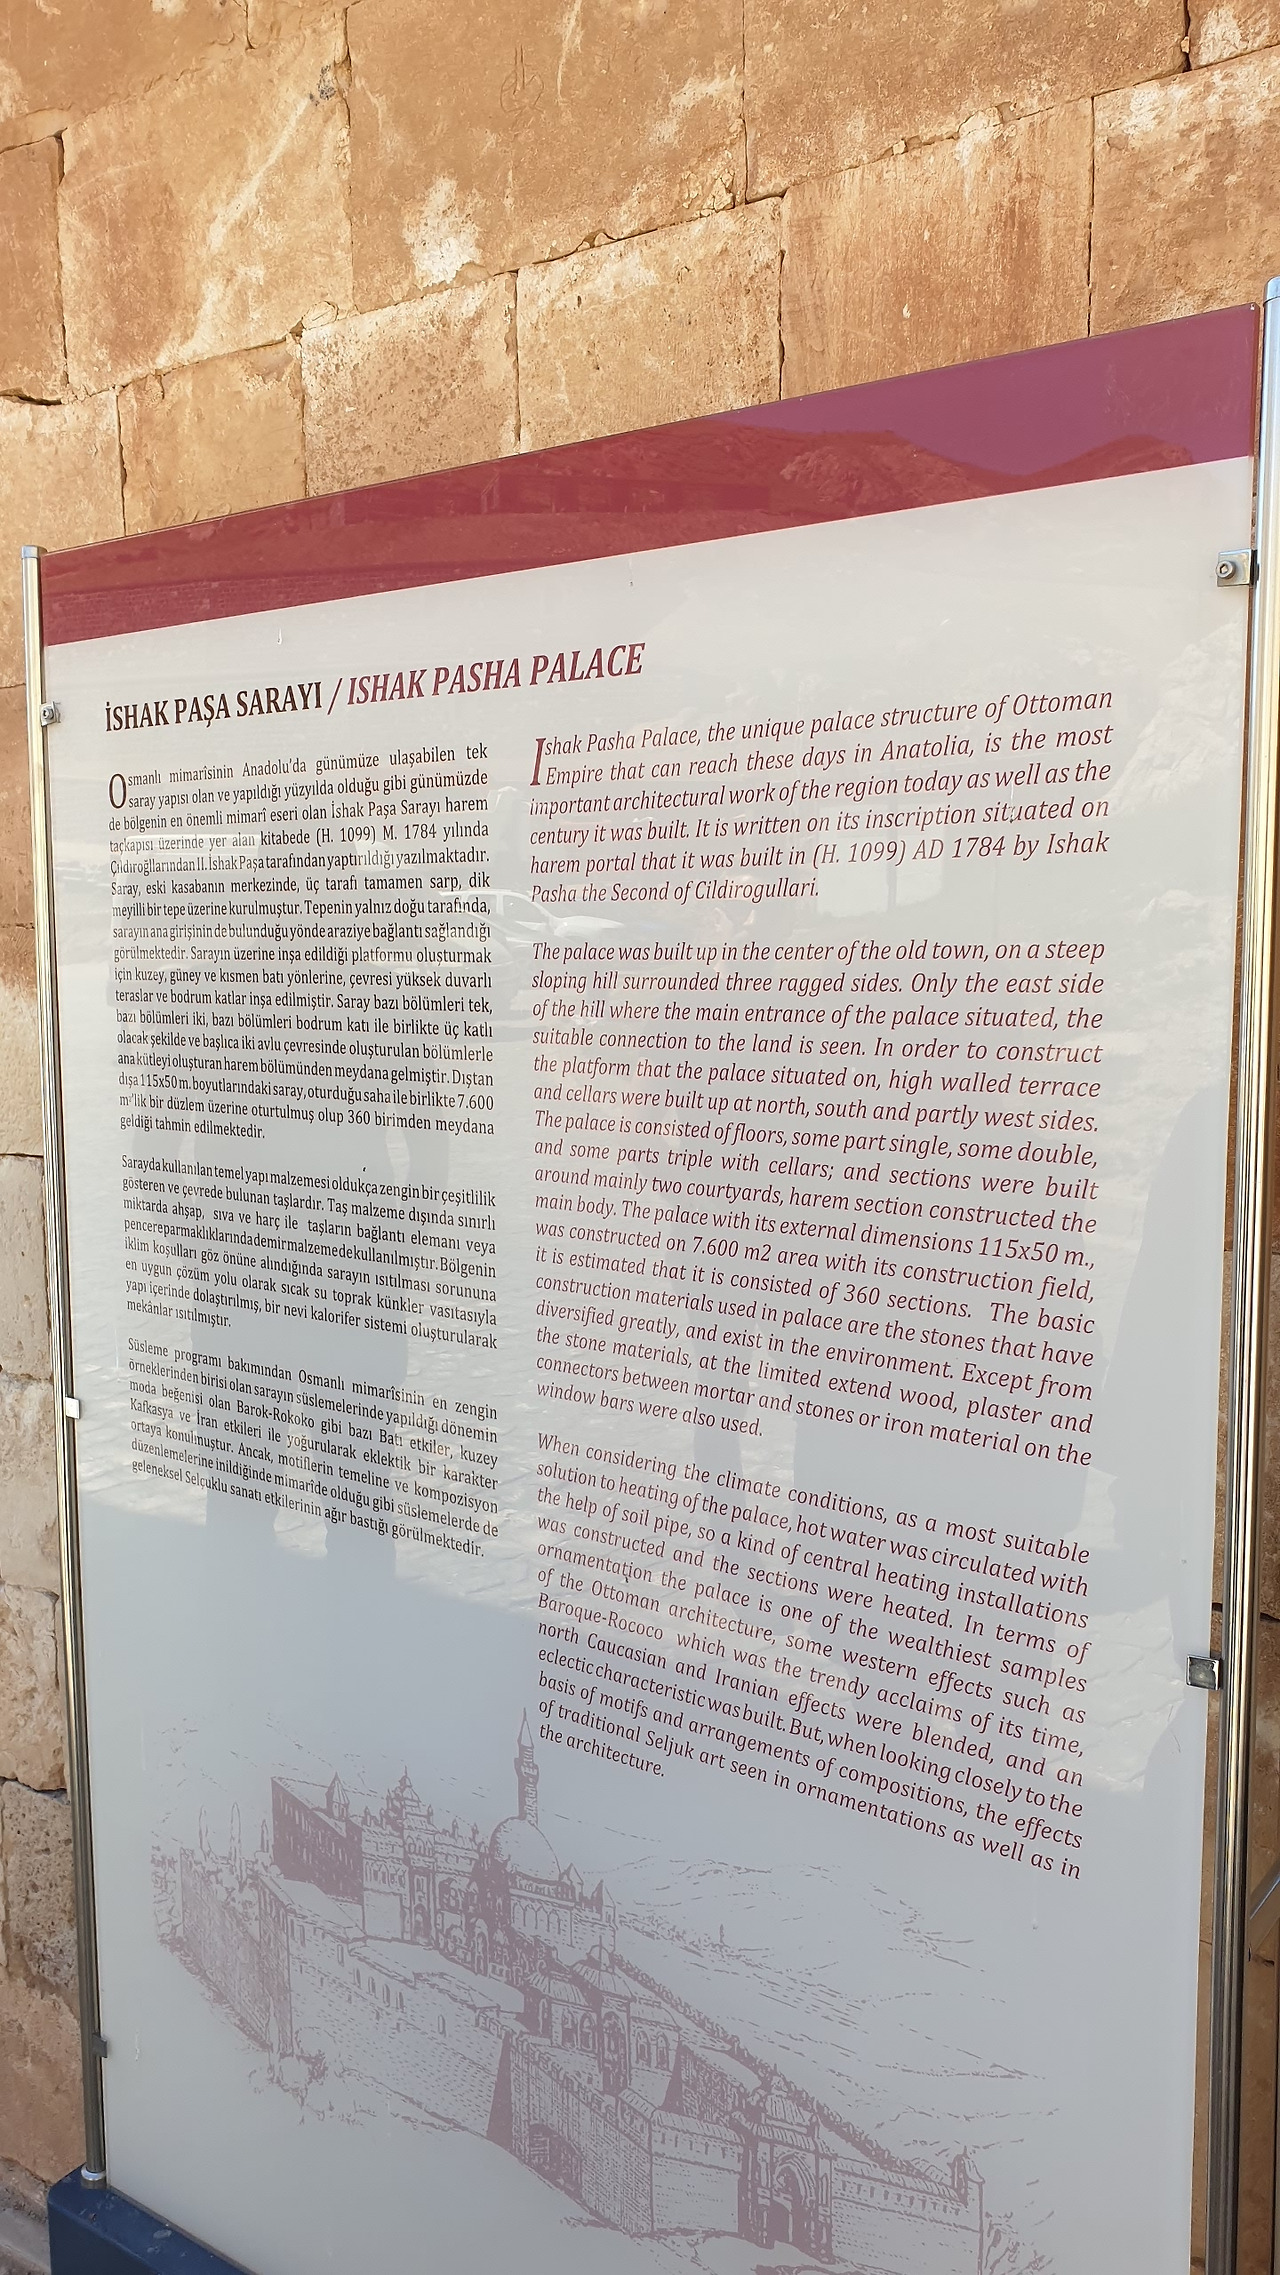 İSHAK PAŞA SARAYI / ISHAK PASHA PALACE
Osmanlı mimarîsinin Anadolu'da günümüze ulaşabilen tek
saray yapısı olan ve yapıldığı yüzyılda olduğu gibi günümüzde
de bölgenin en önemli mimarî eseri olan İshak Paşa Sarayı harem
taçkapısı üzerinde yer alan kitabede (H. 1099) M. 1784 yılında
Çıldıroğlarından II. İshak Paşa tarafından yaptırıldığı yazılmaktadır.
Saray, eski kasabanın merkezinde, üç tarafı tamamen sarp, dik
meyilli bir tepe üzerine kurulmuştur. Tepenin yalnız doğu tarafında,
sarayın ana girişinin de bulunduğu yönde araziye bağlantı sağlandığı
görülmektedir. Sarayın üzerine inşa edildiği platformu oluşturmak
için kuzey, güney ve kısmen batı yönlerine, çevresi yüksek duvarlı
teraslar ve bodrum katlar inşa edilmiştir. Saray bazı bölümleri tek,
bazı bölümleri iki, bazı bölümleri bodrum katı ile birlikte üç katlı
olacak şekilde ve başlıca iki avlu çevresinde oluşturulan bölümlerle
ana kütleyi oluşturan harem bölümünden meydana gelmiştir. Dıştan
dışa 115x50 m. boyutlarındaki saray, oturduğu saha ile birlikte 7.600
m²'lik bir düzlem üzerine oturtulmuş olup 360 birimden meydana
geldiği tahmin edilmektedir.
Sarayda kullanılan temel yapı malzemesi oldukça zengin bir çeşitlilik
gösteren ve çevrede bulunan taşlardır. Taş malzeme dışında sınırlı
miktarda ahşap, sıva ve harç ile taşların bağlantı elemanı veya
pencere parmaklıklarında demir malzeme de kullanılmıştır. Bölgenin
iklim koşulları göz önüne alındığında sarayın ısıtılması sorununa
en uygun çözüm yolu olarak sıcak su toprak künkler vasıtasıyla
yapı içerinde dolaştırılmış, bir nevi kalorifer sistemi oluşturularak
mekânlar ısıtılmıştır.
Süsleme programı bakımından Osmanlı mimarîsinin en zengin
örneklerinden birisi olan sarayın süslemelerinde yapıldığı dönemin
moda beğenisi olan Barok-Rokoko gibi bazı Batı etkiler, kuzey
Kafkasya ve İran etkileri ile yoğurularak eklektik bir karakter
ortaya konulmuştur. Ancak, motiflerin temeline ve kompozisyon
düzenlemelerine inildiğinde mimarîde olduğu gibi süslemelerde de
geleneksel Selçuklu sanatı etkilerinin ağır bastığı görülmektedir.
Ishak Pasha Palace, the unique palace structure of Ottoman
Empire that can reach these days in Anatolia, is the most
important architectural work of the region today as well as the
century it was built. It is written on its inscription situated on
harem portal that it was built in (H. 1099) AD 1784 by Ishak
Pasha the Second of Cildirogullari.
The palace was built up in the center of the old town, on a steep
sloping hill surrounded three ragged sides. Only the east side
of the hill where the main entrance of the palace situated, the
suitable connection to the land is seen. In order to construct
the platform that the palace situated on, high walled terrace
and cellars were built up at north, south and partly west sides.
The palace is consisted of floors, some part single, some double,
and some parts triple with cellars; and sections were built
around mainly two courtyards, harem section constructed the
main body. The palace with its external dimensions 115x50 m.,
was constructed on 7.600 m2 area with its construction field,
it is estimated that it is consisted of 360 sections. The basic
construction materials used in palace are the stones that have
diversified greatly, and exist in the environment. Except from
the stone materials, at the limited extend wood, plaster and
connectors between mortar and stones or iron material on the
window bars were also used.
When considering the climate conditions, as a most suitable
solution to heating of the palace, hot water was circulated with
the help of soil pipe, so a kind of central heating installations
was constructed and the sections were heated. In terms of
ornamentation the palace is one of the wealthiest samples
of the Ottoman architecture, some western effects such as
Baroque-Rococo which was the trendy acclaims of its time,
north Caucasian and Iranian effects were blended, and an
eclectic characteristic was built. But, when looking closely to the
basis of motifs and arrangements of compositions, the effects
of traditional Seljuk art seen in ornamentations as well as in
the architecture.